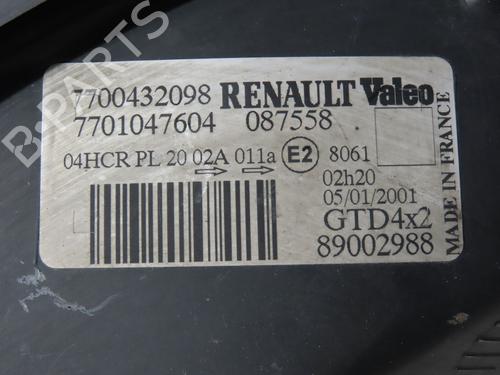 7700432098 RENAULT Valeo
7701047604 087558
04HCR PL 20 02A 011a E2 8061
02h20
05/01/2001
GTD4x2
89002988
MADE IN FRANCE
B-PARTS